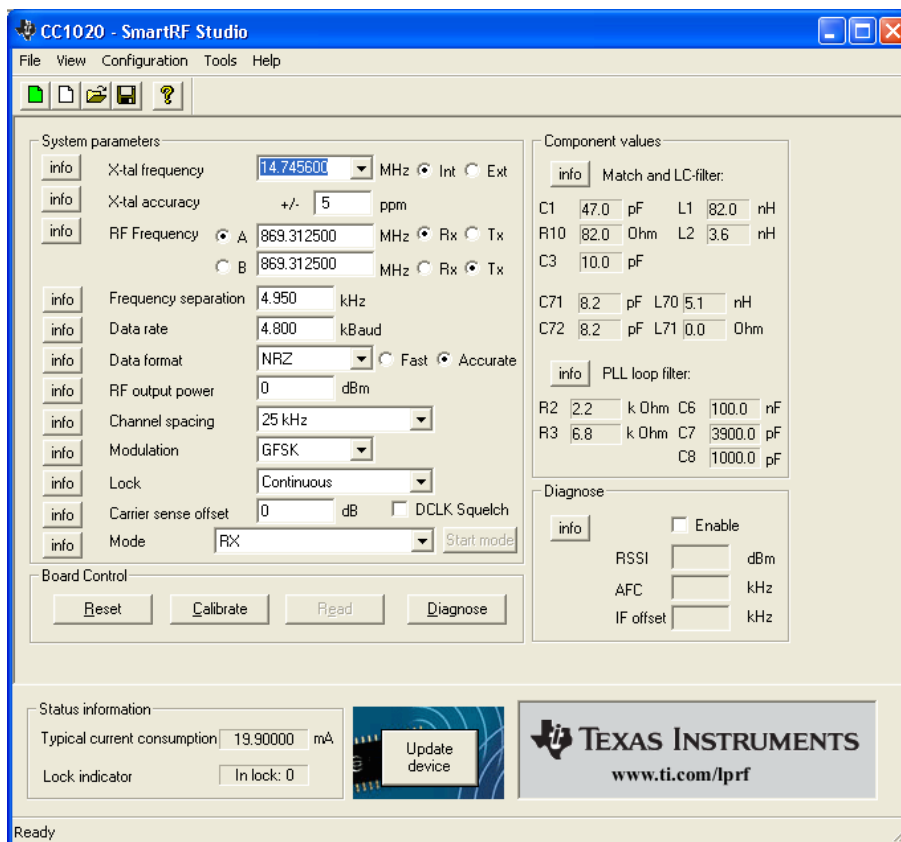 CC1020 - SmartRF Studio
File View Configuration Tools Help
System parameters
info X-tal frequency 14.745600 MHz Int Ext
info X-tal accuracy +/- 5 ppm
info RF Frequency A 869.312500 MHz Rx Tx
B 869.312500 MHz Rx Tx
info Frequency separation 4.950 kHz
info Data rate 4.800 kBaud
info Data format NRZ Fast Accurate
info RF output power 0 dBm
info Channel spacing 25 kHz
info Modulation GFSK
info Lock Continuous
info Carrier sense offset 0 dB DCLK Squelch
info Mode RX Start mode
Board Control
Reset Calibrate Read Diagnose
Component values
info Match and LC-filter:
C1 47.0 pF L1 82.0 nH
R10 82.0 Ohm L2 3.6 nH
C3 10.0 pF
C71 8.2 pF L70 5.1 nH
C72 8.2 pF L71 0.0 Ohm
info PLL loop filter:
R2 2.2 k Ohm C6 100.0 nF
R3 6.8 k Ohm C7 3900.0 pF
C8 1000.0 pF
Diagnose
info Enable
RSSI dBm
AFC kHz
IF offset kHz
Status information
Typical current consumption 19.90000 mA
Lock indicator In lock: 0
Update
device
TEXAS INSTRUMENTS
www.ti.com/lprf
Ready